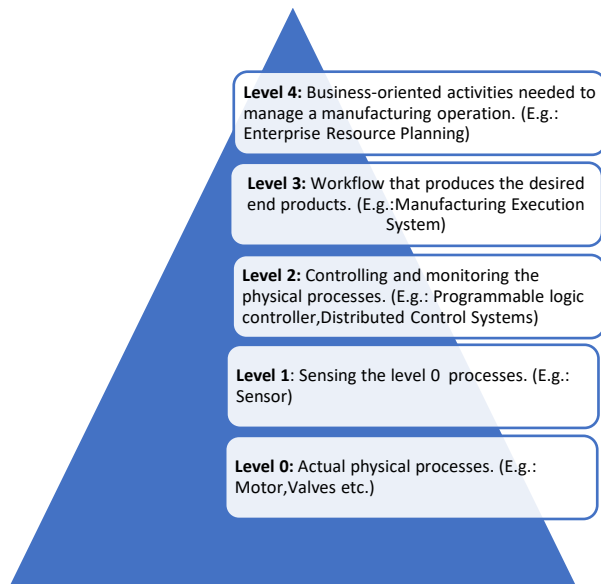 Level 4: Business-oriented activities needed to
manage a manufacturing operation. (E.g.:
Enterprise Resource Planning)
Level 3: Workflow that produces the desired
end products. (E.g.:Manufacturing Execution
System)
Level 2: Controlling and monitoring the
physical processes. (E.g.: Programmable logic
controller,Distributed Control Systems)
Level 1: Sensing the level 0 processes. (E.g.:
Sensor)
Level 0: Actual physical processes. (E.g.:
Motor,Valves etc.)